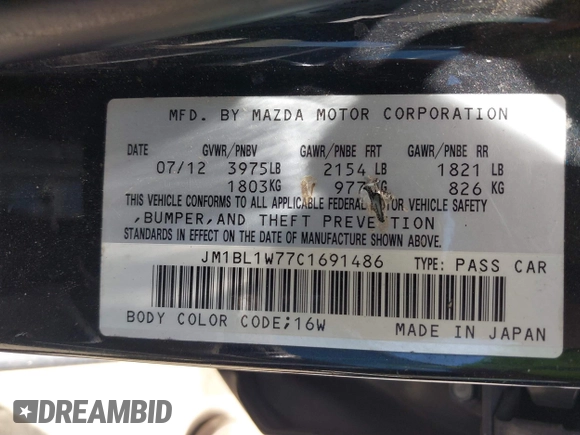 MFD. BY MAZDA MOTOR CORPORATION
DATE GVWR/PNBV GAWR/PNBE FRT GAWR/PNBE RR
07/12 3975LB 2154 LB 1821 LB
1803KG 977 826 KG
THIS VEHICLE CONFORMS TO ALL APPLICABLE FEDERAL MOTOR VEHICLE SAFETY
,BUMPER,AND THEFT PREVENTION
STANDARDS IN EFFECT ON THE DATE OF MANUFACTURE SHOWN ABOVE.
JM1BL1W77C1691486 TYPE: PASS CAR
BODY COLOR CODE;16W MADE IN JAPAN
DREAMBID